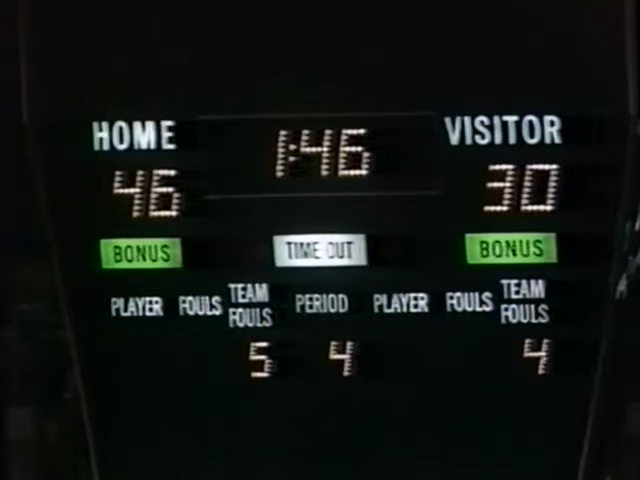 HOME 1:46 VISITOR
46 30
BONUS TIME OUT BONUS
PLAYER FOULS TEAM FOULS PERIOD PLAYER FOULS TEAM FOULS
5 4 4